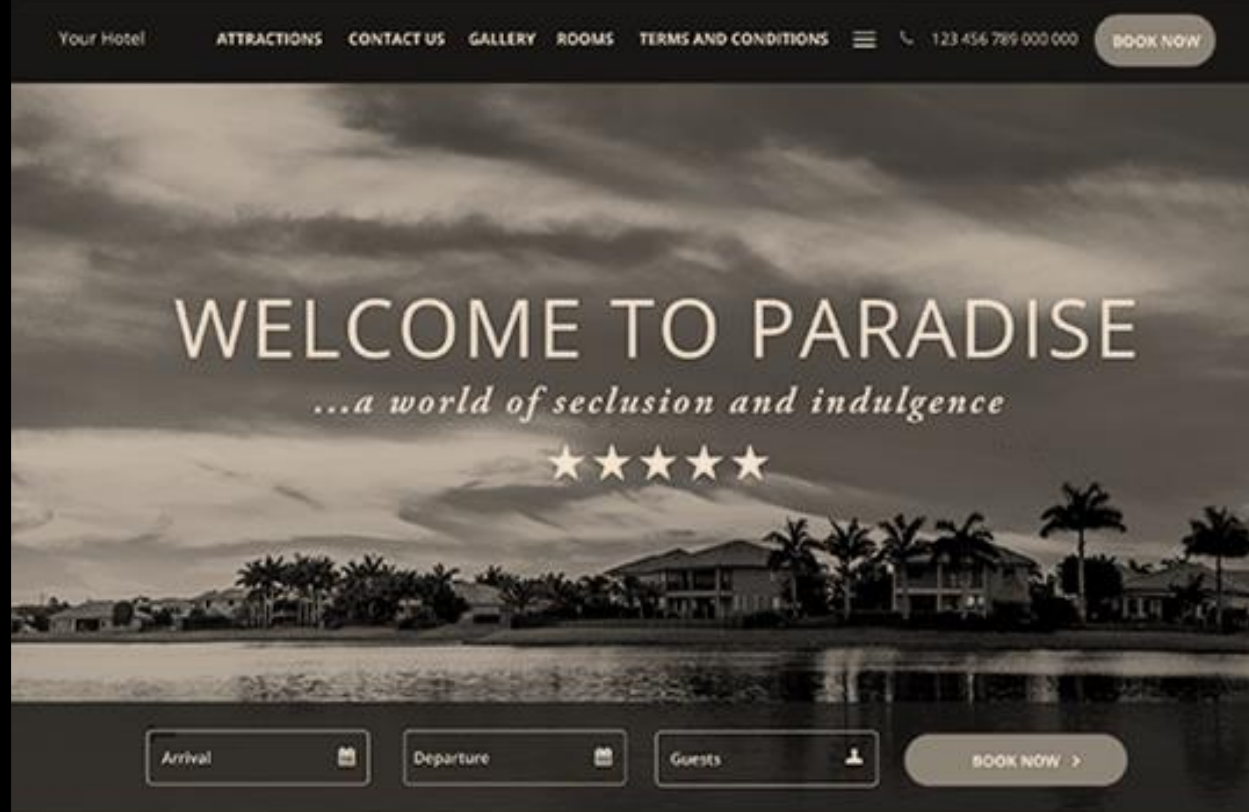 Your Hotel ATTRACTIONS CONTACT US GALLERY ROOMS TERMS AND CONDITIONS 123 456 789 000 000 BOOK NOW
WELCOME TO PARADISE
...a world of seclusion and indulgence
Arrival Departure Guests BOOK NOW >